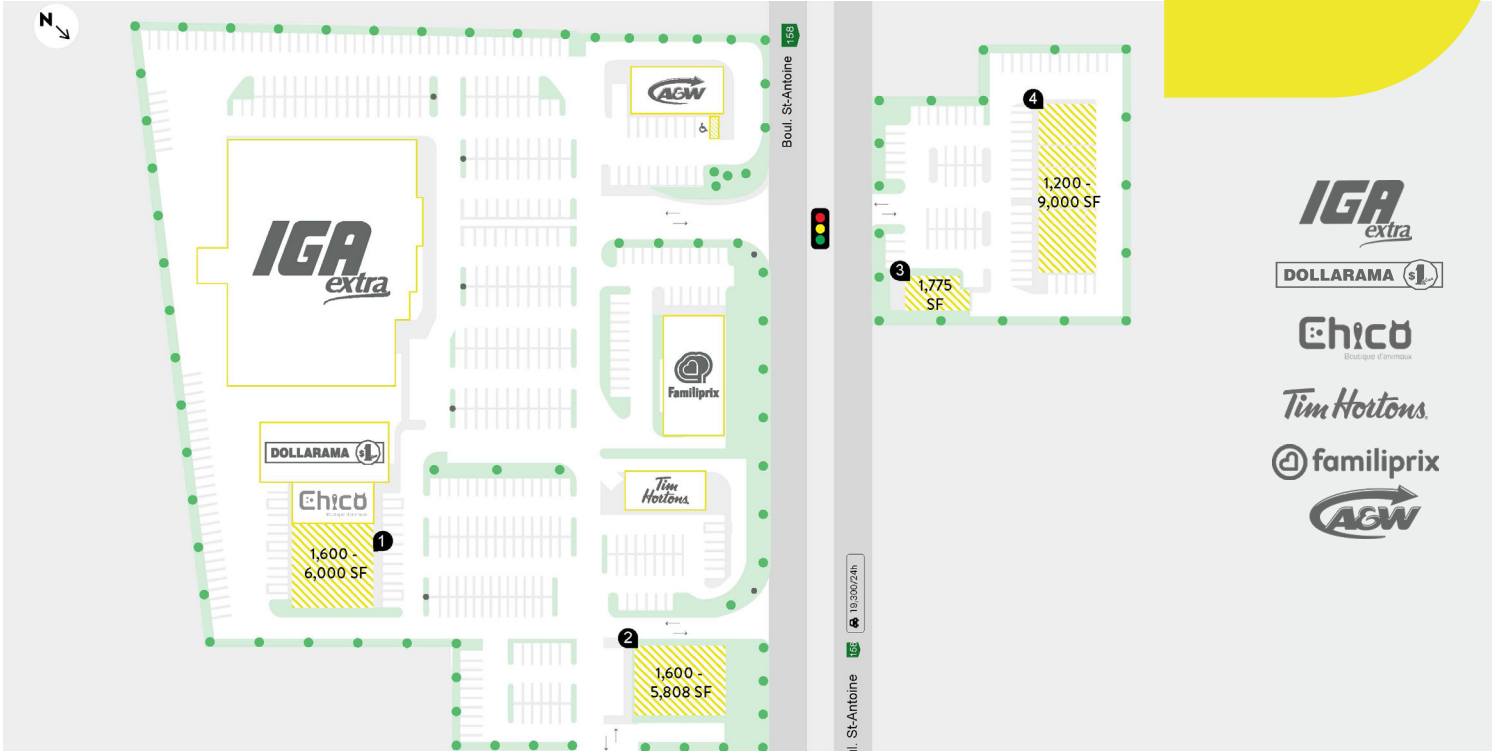 N
Boul. St-Antoine 158
A&W
4
1,200 -
9,000 SF
IGA
extra
3
1,775
SF
Familiprix
DOLLARAMA $1
Chico
1
1,600 -
6,000 SF
Tim
Hortons
2
1,600 -
5,808 SF
19,300/24h
l. St-Antoine 158
IGA
extra
DOLLARAMA $1
Chico
Boutique d'animaux
Tim Hortons
familiprix
A&W